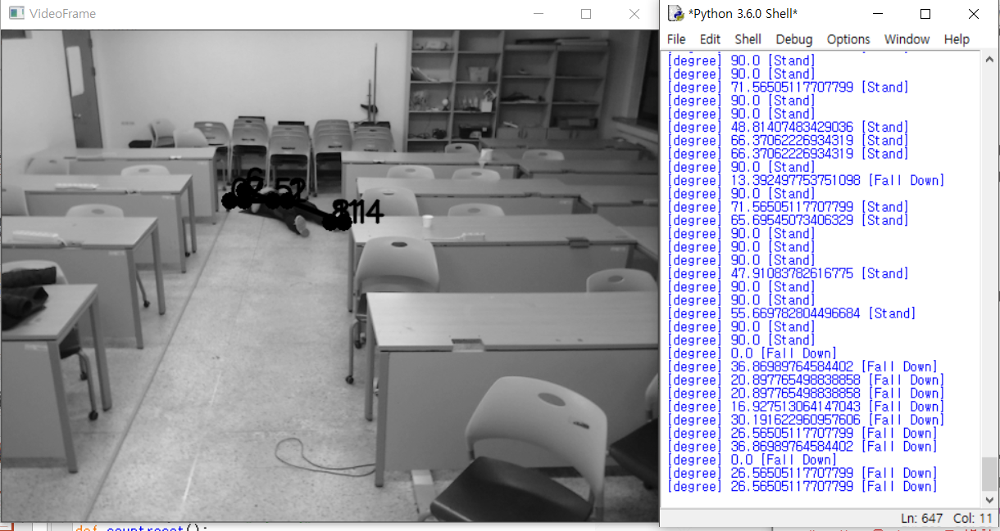 VideoFrame
*Python 3.6.0 Shell*
File Edit Shell Debug Options Window Help
[degree] 90.0 [Stand]
[degree] 90.0 [Stand]
[degree] 71.56505117707799 [Stand]
[degree] 90.0 [Stand]
[degree] 90.0 [Stand]
[degree] 48.81407483429036 [Stand]
[degree] 66.37062226934319 [Stand]
[degree] 66.37062226934319 [Stand]
[degree] 90.0 [Stand]
[degree] 13.392497753751098 [Fall Down]
[degree] 90.0 [Stand]
[degree] 71.56505117707799 [Stand]
[degree] 65.69545073406329 [Stand]
[degree] 90.0 [Stand]
[degree] 90.0 [Stand]
[degree] 90.0 [Stand]
[degree] 47.91083782616775 [Stand]
[degree] 90.0 [Stand]
[degree] 90.0 [Stand]
[degree] 55.669782804496684 [Stand]
[degree] 90.0 [Stand]
[degree] 90.0 [Stand]
[degree] 0.0 [Fall Down]
[degree] 36.86989764584402 [Fall Down]
[degree] 20.897765498838858 [Fall Down]
[degree] 20.897765498838858 [Fall Down]
[degree] 16.927513064147043 [Fall Down]
[degree] 30.191622960957606 [Fall Down]
[degree] 26.56505117707799 [Fall Down]
[degree] 36.86989764584402 [Fall Down]
[degree] 0.0 [Fall Down]
[degree] 26.56505117707799 [Fall Down]
[degree] 26.56505117707799 [Fall Down]
Ln: 647 Col: 11
def countreset():